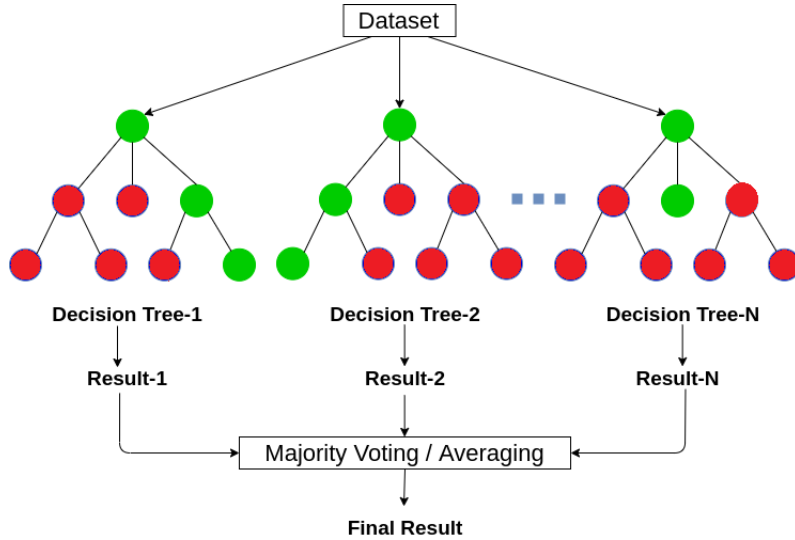 Dataset
Decision Tree-1
Decision Tree-2
Decision Tree-N
Result-1
Result-2
Result-N
Majority Voting / Averaging
Final Result